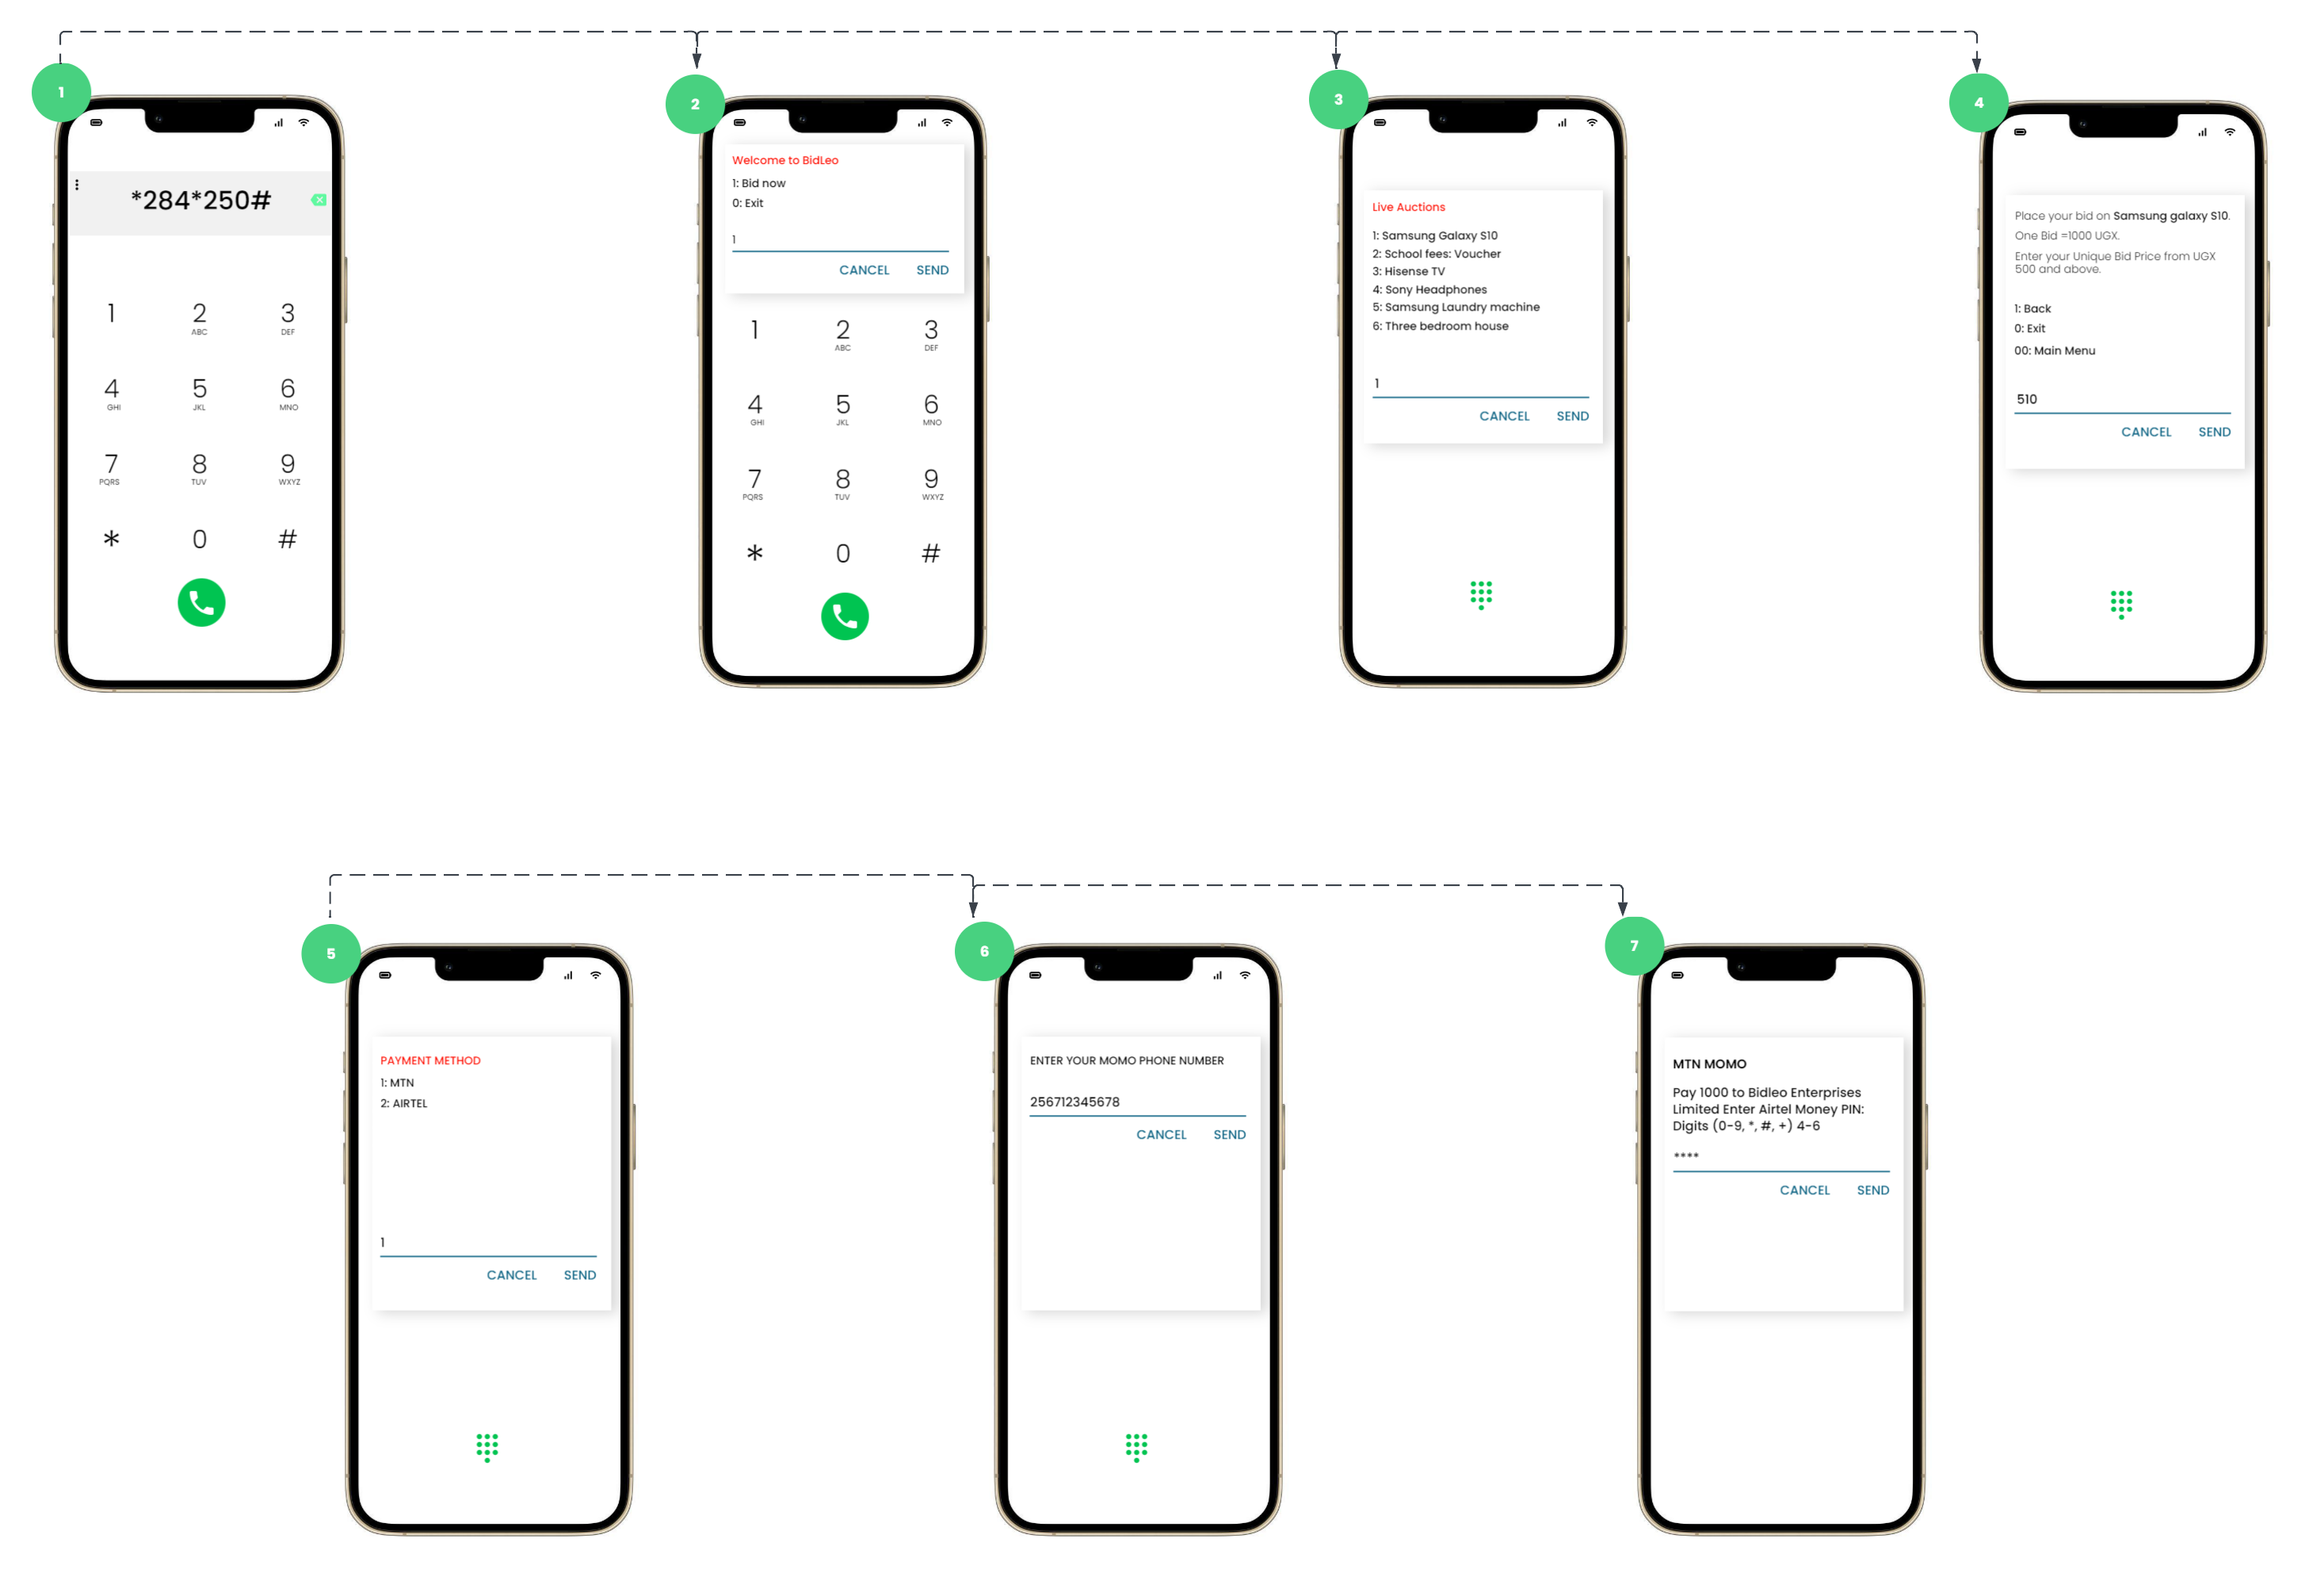 1
*284*250#
1
2
ABC
3
DEF
4
GHI
5
JKL
6
MNO
7
PQRS
8
TUV
9
WXYZ
*
0
#
2
Welcome to BidLeo
1: Bid now
0: Exit
1
CANCEL SEND
1
2
ABC
3
DEF
4
GHI
5
JKL
6
MNO
7
PQRS
8
TUV
9
WXYZ
*
0
#
3
Live Auctions
1: Samsung Galaxy S10
2: School fees: Voucher
3: Hisense TV
4: Sony Headphones
5: Samsung Laundry machine
6: Three bedroom house
1
CANCEL SEND
4
Place your bid on Samsung galaxy S10.
One Bid =1000 UGX.
Enter your Unique Bid Price from UGX
500 and above.
1: Back
0: Exit
00: Main Menu
510
CANCEL SEND
5
PAYMENT METHOD
1: MTN
2: AIRTEL
1
CANCEL SEND
6
ENTER YOUR MOMO PHONE NUMBER
256712345678
CANCEL SEND
7
MTN MOMO
Pay 1000 to Bidleo Enterprises
Limited Enter Airtel Money PIN:
Digits (0-9, *, #, +) 4-6
****
CANCEL SEND